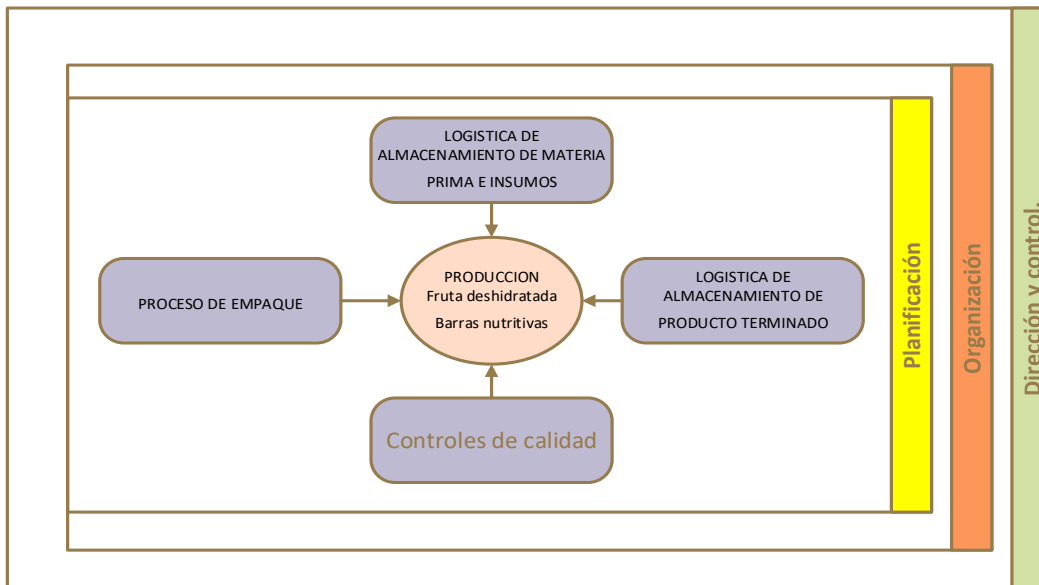 LOGISTICA DE
ALMACENAMIENTO DE MATERIA
PRIMA E INSUMOS
PROCESO DE EMPAQUE
PRODUCCION
Fruta deshidratada
Barras nutritivas
LOGISTICA DE
ALMACENAMIENTO DE
PRODUCTO TERMINADO
Controles de calidad
Planificación
Organización
Dirección y control.